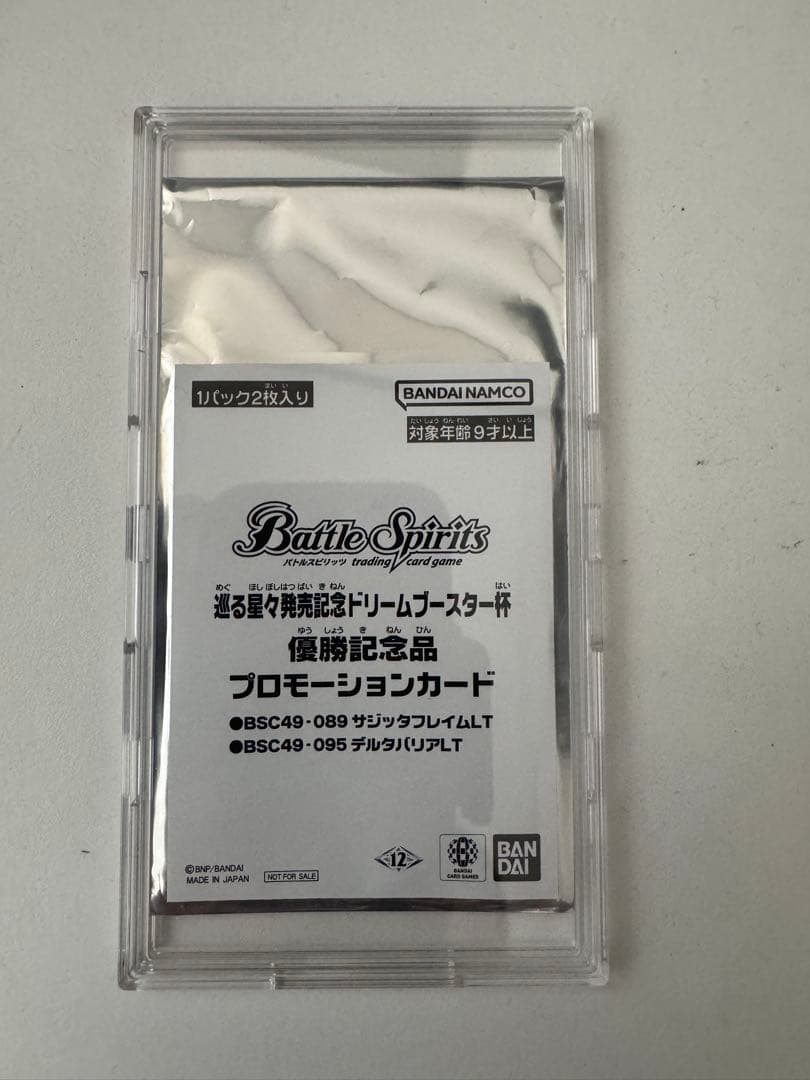 1パック2枚入り
BANDAI NAMCO
対象年齢9才以上
Battle Spirits
バトルスピリッツ trading card game
巡る星々発売記念ドリームブースター杯
優勝記念品
プロモーションカード
●BSC49-089 サジッタフレイムLT
●BSC49-095 デルタバリアLT
©BNP/BANDAI
MADE IN JAPAN
NOT FOR SALE
12
BANDAI
CARD GAMES
BAN
DAI